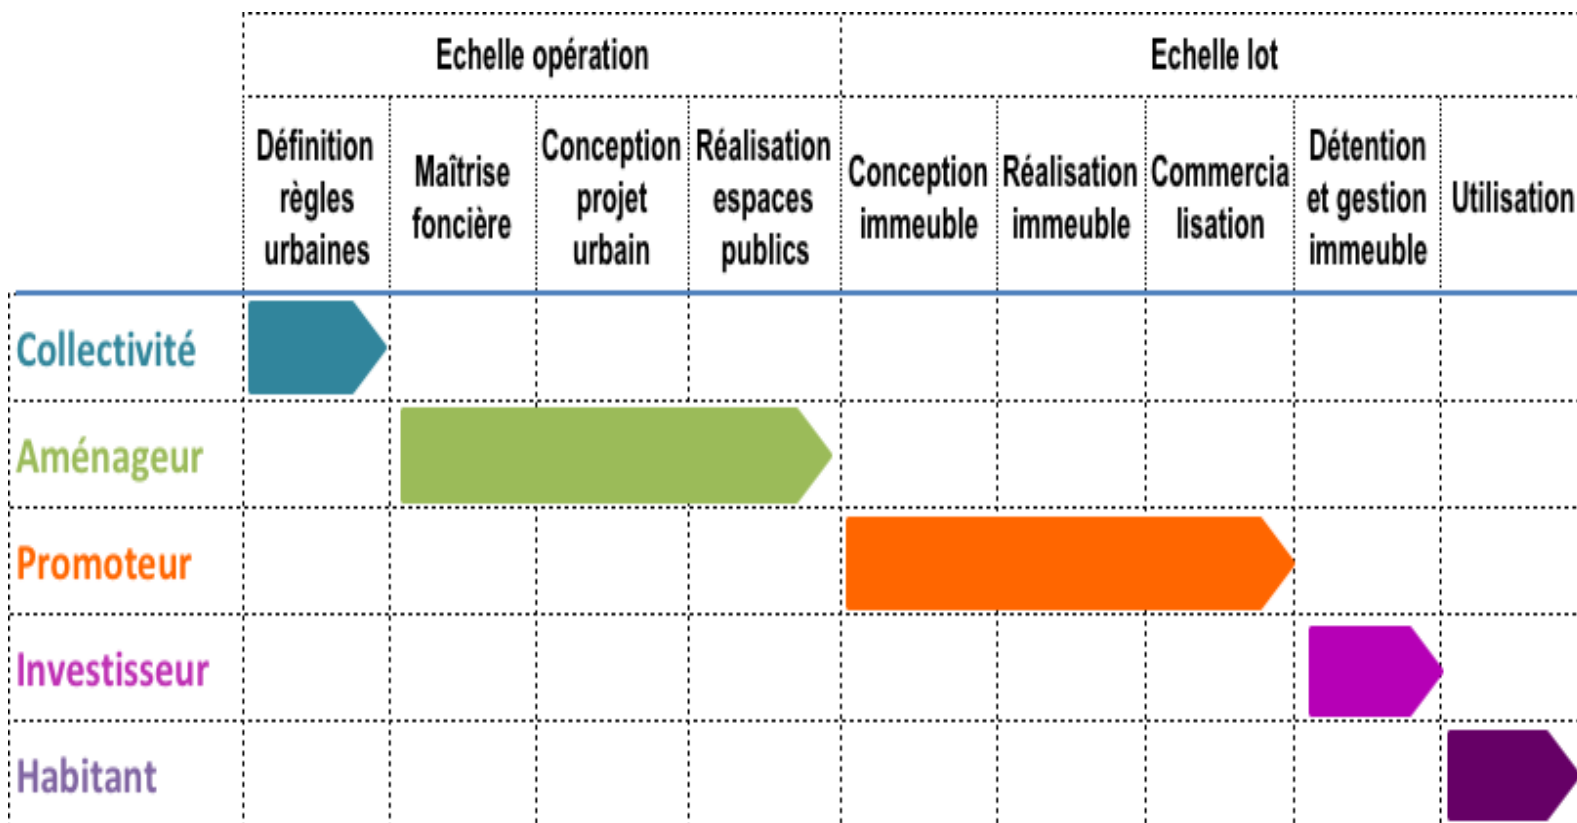 Echelle opération
Echelle lot
Définition
règles
urbaines
Maîtrise
foncière
Conception
projet
urbain
Réalisation
espaces
publics
Conception
immeuble
Réalisation
immeuble
Commercia
lisation
Détention
et gestion
immeuble
Utilisation
Collectivité
Aménageur
Promoteur
Investisseur
Habitant